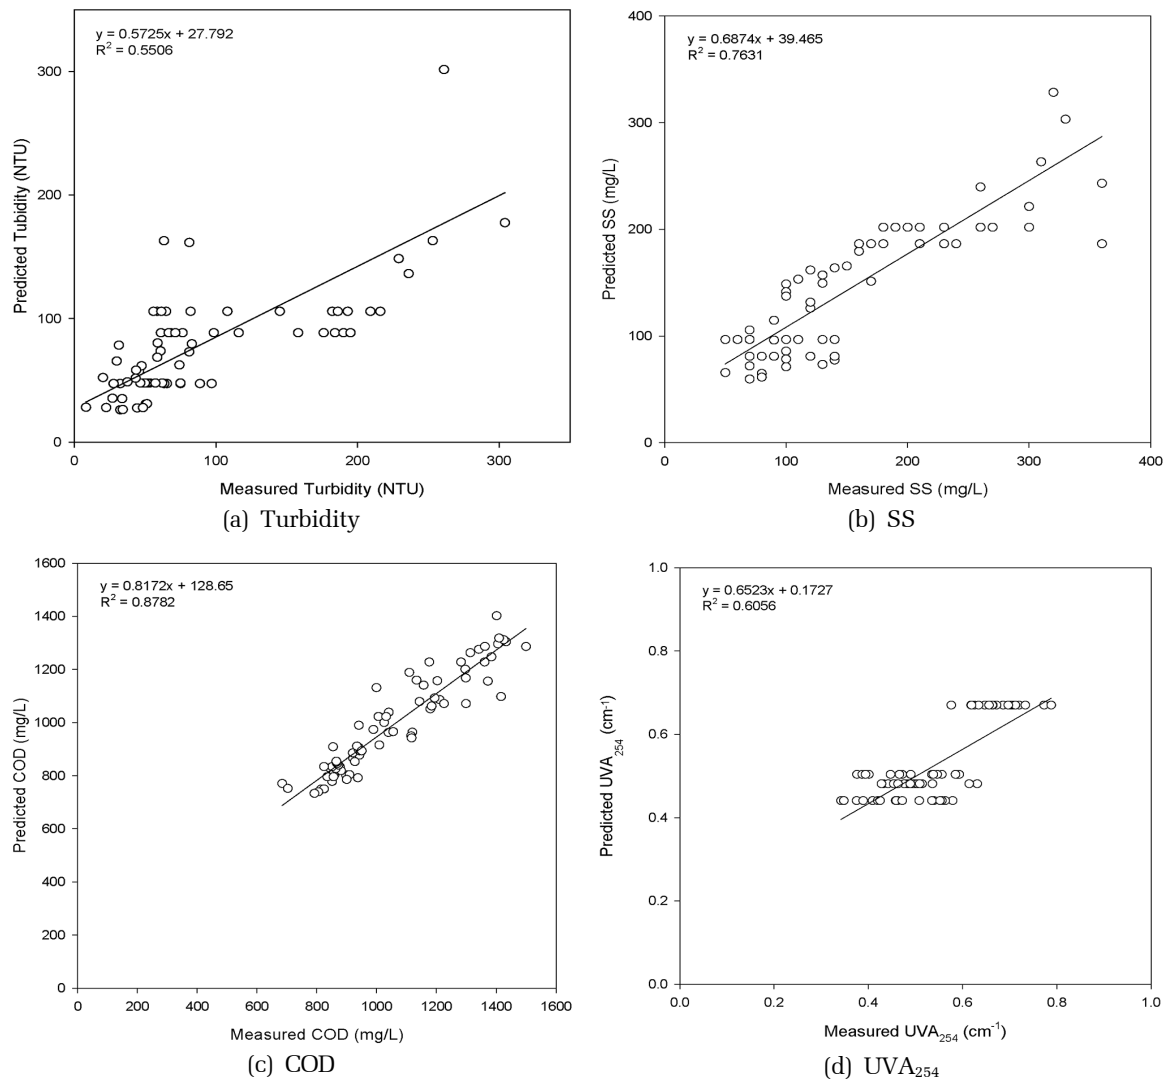 y = 0.5725x + 27.792
R² = 0.5506
300
200
100
0
0 100 200 300
Predicted Turbidity (NTU)
Measured Turbidity (NTU)
(a) Turbidity
y = 0.6874x + 39.465
R² = 0.7631
400
300
200
100
0
0 100 200 300 400
Predicted SS (mg/L)
Measured SS (mg/L)
(b) SS
y = 0.8172x + 128.65
R² = 0.8782
1600
1400
1200
1000
800
600
400
200
0
0 200 400 600 800 1000 1200 1400 1600
Predicted COD (mg/L)
Measured COD (mg/L)
(c) COD
y = 0.6523x + 0.1727
R² = 0.6056
1.0
0.8
0.6
0.4
0.2
0.0
0.0 0.2 0.4 0.6 0.8 1.0
Predicted UVA₂₅₄ (cm⁻¹)
Measured UVA₂₅₄ (cm⁻¹)
(d) UVA₂₅₄